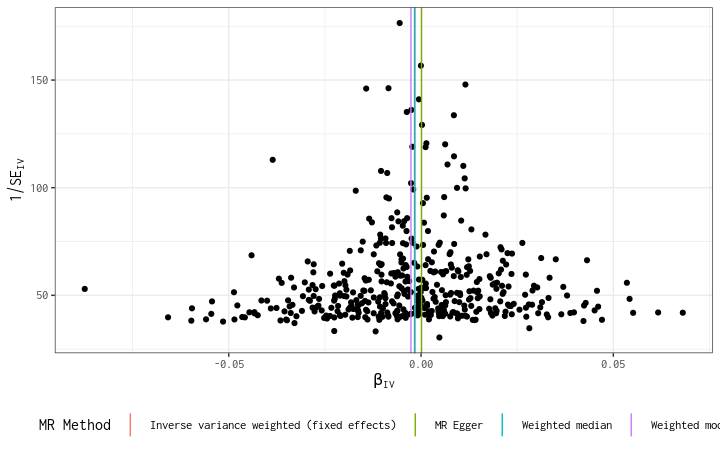 150
100
50
1/SE_IV
-0.05
0.00
0.05
β_IV
MR Method
Inverse variance weighted (fixed effects)
MR Egger
Weighted median
Weighted